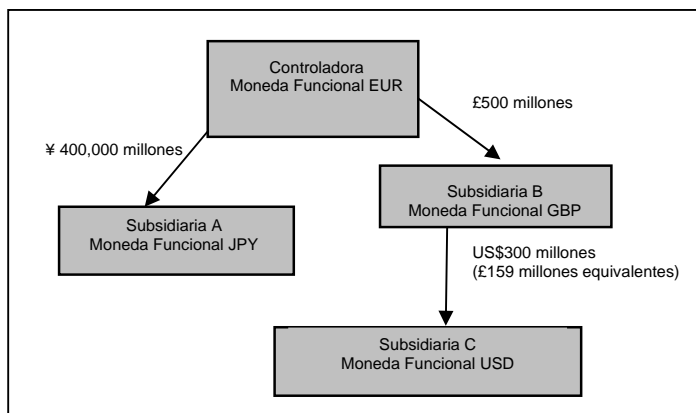 Controladora
Moneda Funcional EUR
£500 millones
¥ 400,000 millones
Subsidiaria B
Moneda Funcional GBP
Subsidiaria A
Moneda Funcional JPY
US$300 millones
(£159 millones equivalentes)
Subsidiaria C
Moneda Funcional USD